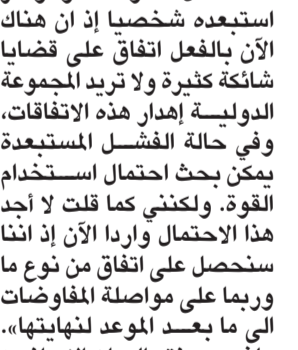 استبعده شخصيا إذ ان هناك
الآن بالفعل اتفاق على قضايا
شائكة كثيرة ولا تريد المجموعة
الدولية إهدار هذه الاتفاقات،
وفي حالة الفشل المستبعدة
يمكن بحث احتمال استخدام
القوة. ولكنني كما قلت لا أجد
هذا الاحتمال واردا الآن إذ اننا
سنحصل على اتفاق من نوع ما
وربما على مواصلة المفاوضات
الى ما بعد الموعد لنهايتها».